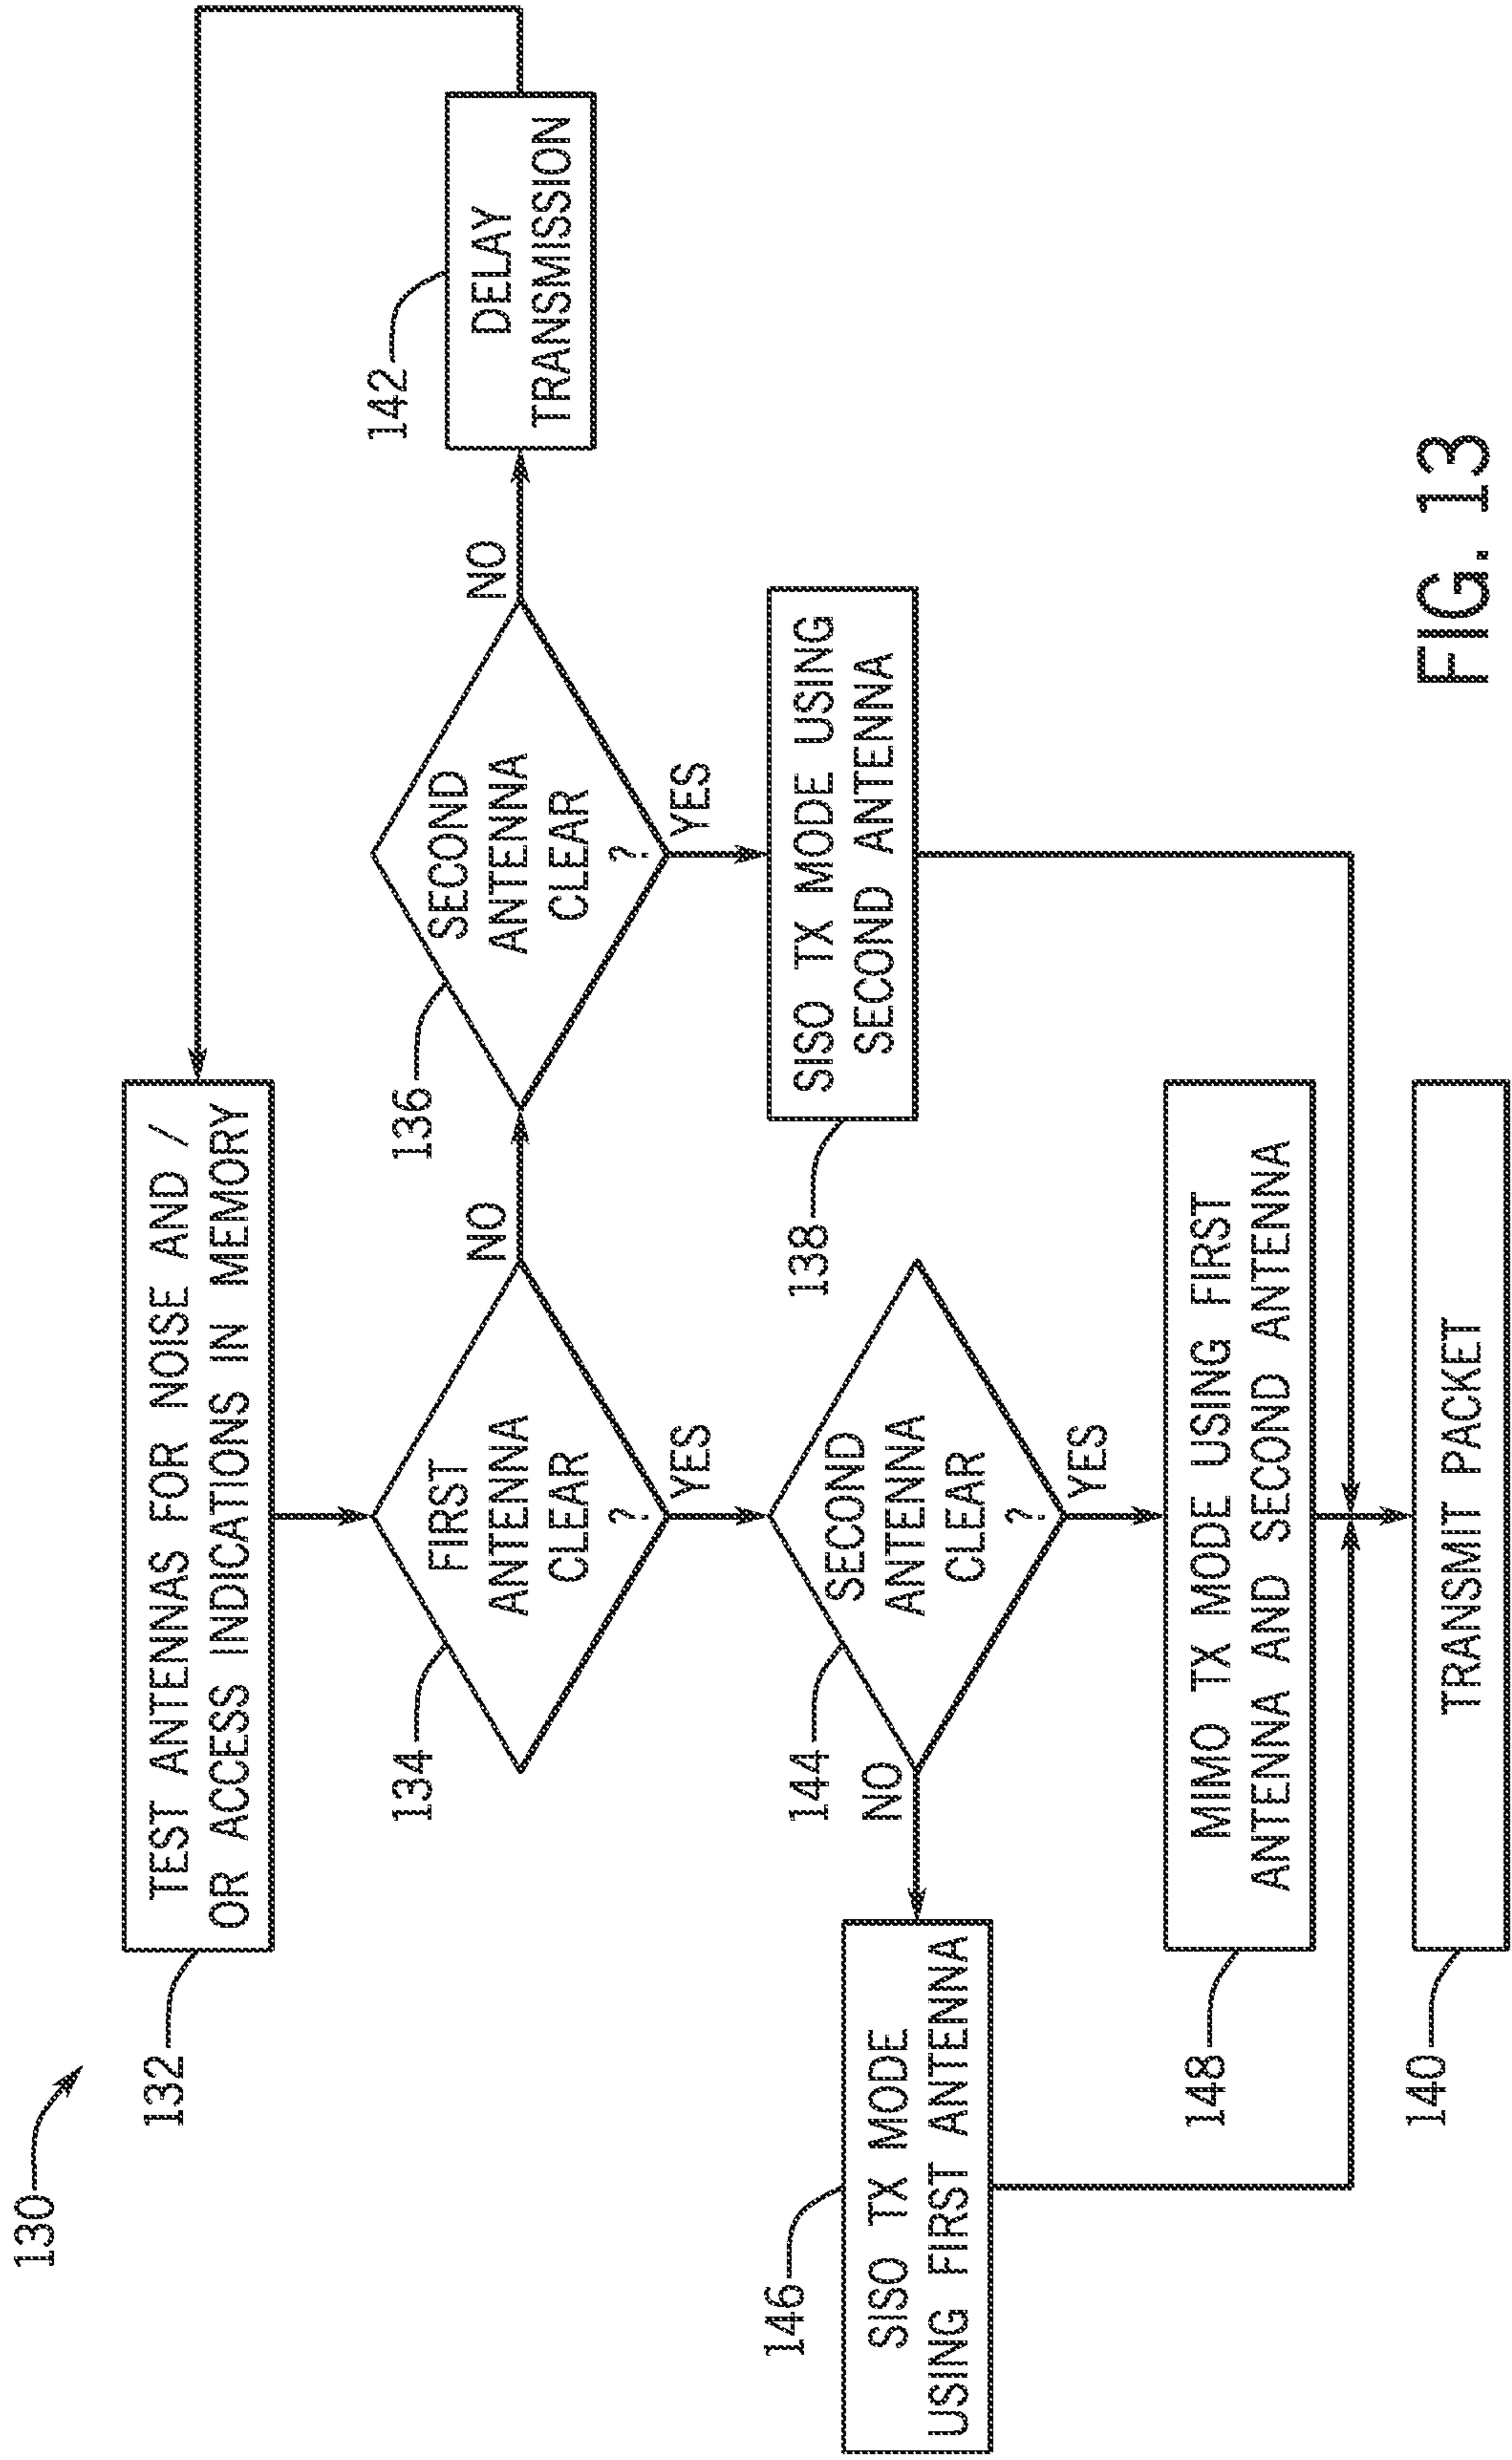 130
132
TEST ANTENNAS FOR NOISE AND /
OR ACCESS INDICATIONS IN MEMORY
134
FIRST
ANTENNA
CLEAR
?
NO
YES
136
SECOND
ANTENNA
CLEAR
?
NO
YES
142
DELAY
TRANSMISSION
144
SECOND
ANTENNA
CLEAR
?
NO
YES
138
SISO TX MODE USING
SECOND ANTENNA
146
SISO TX MODE
USING FIRST ANTENNA
148
MIMO TX MODE USING FIRST
ANTENNA AND SECOND ANTENNA
140
TRANSMIT PACKET
FIG. 13